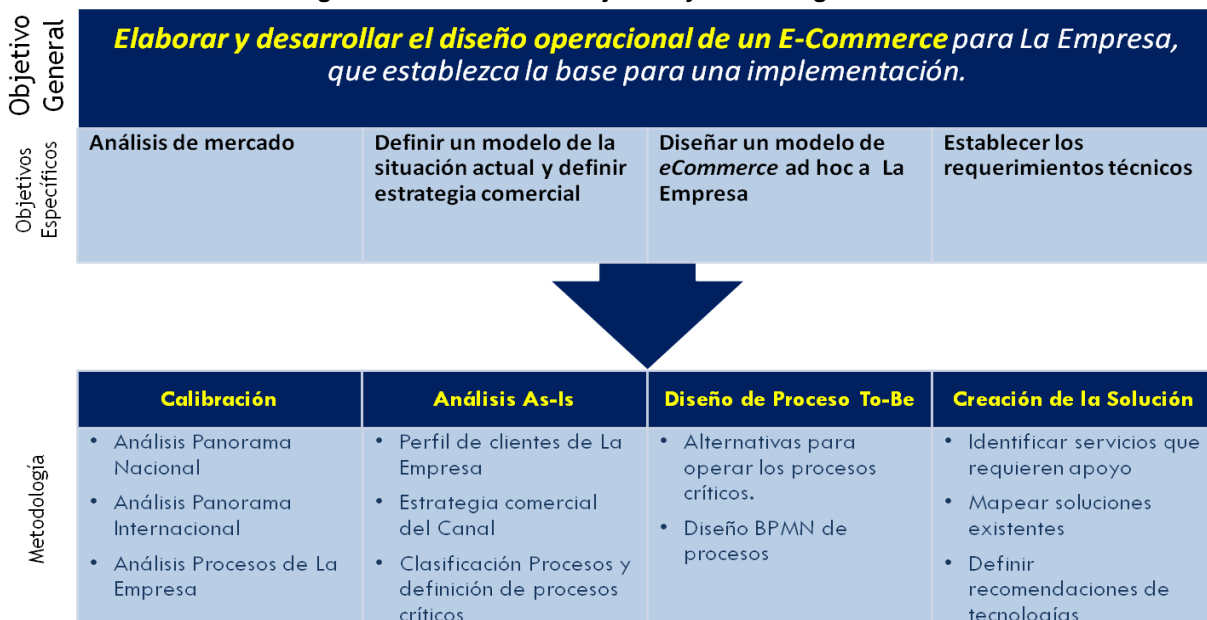 Objetivo
General
Elaborar y desarrollar el diseño operacional de un E-Commerce para La Empresa,
que establezca la base para una implementación.
Objetivos
Específicos
Análisis de mercado
Definir un modelo de la
situación actual y definir
estrategia comercial
Diseñar un modelo de
eCommerce ad hoc a La
Empresa
Establecer los
requerimientos técnicos
Metodología
Calibración
• Análisis Panorama
Nacional
• Análisis Panorama
Internacional
• Análisis Procesos de La
Empresa
Análisis As-Is
• Perfil de clientes de La
Empresa
• Estrategia comercial
del Canal
• Clasificación Procesos y
definición de procesos
críticos
Diseño de Proceso To-Be
• Alternativas para
operar los procesos
críticos.
• Diseño BPMN de
procesos
Creación de la Solución
• Identificar servicios que
requieren apoyo
• Mapear soluciones
existentes
• Definir
recomendaciones de
tecnologías